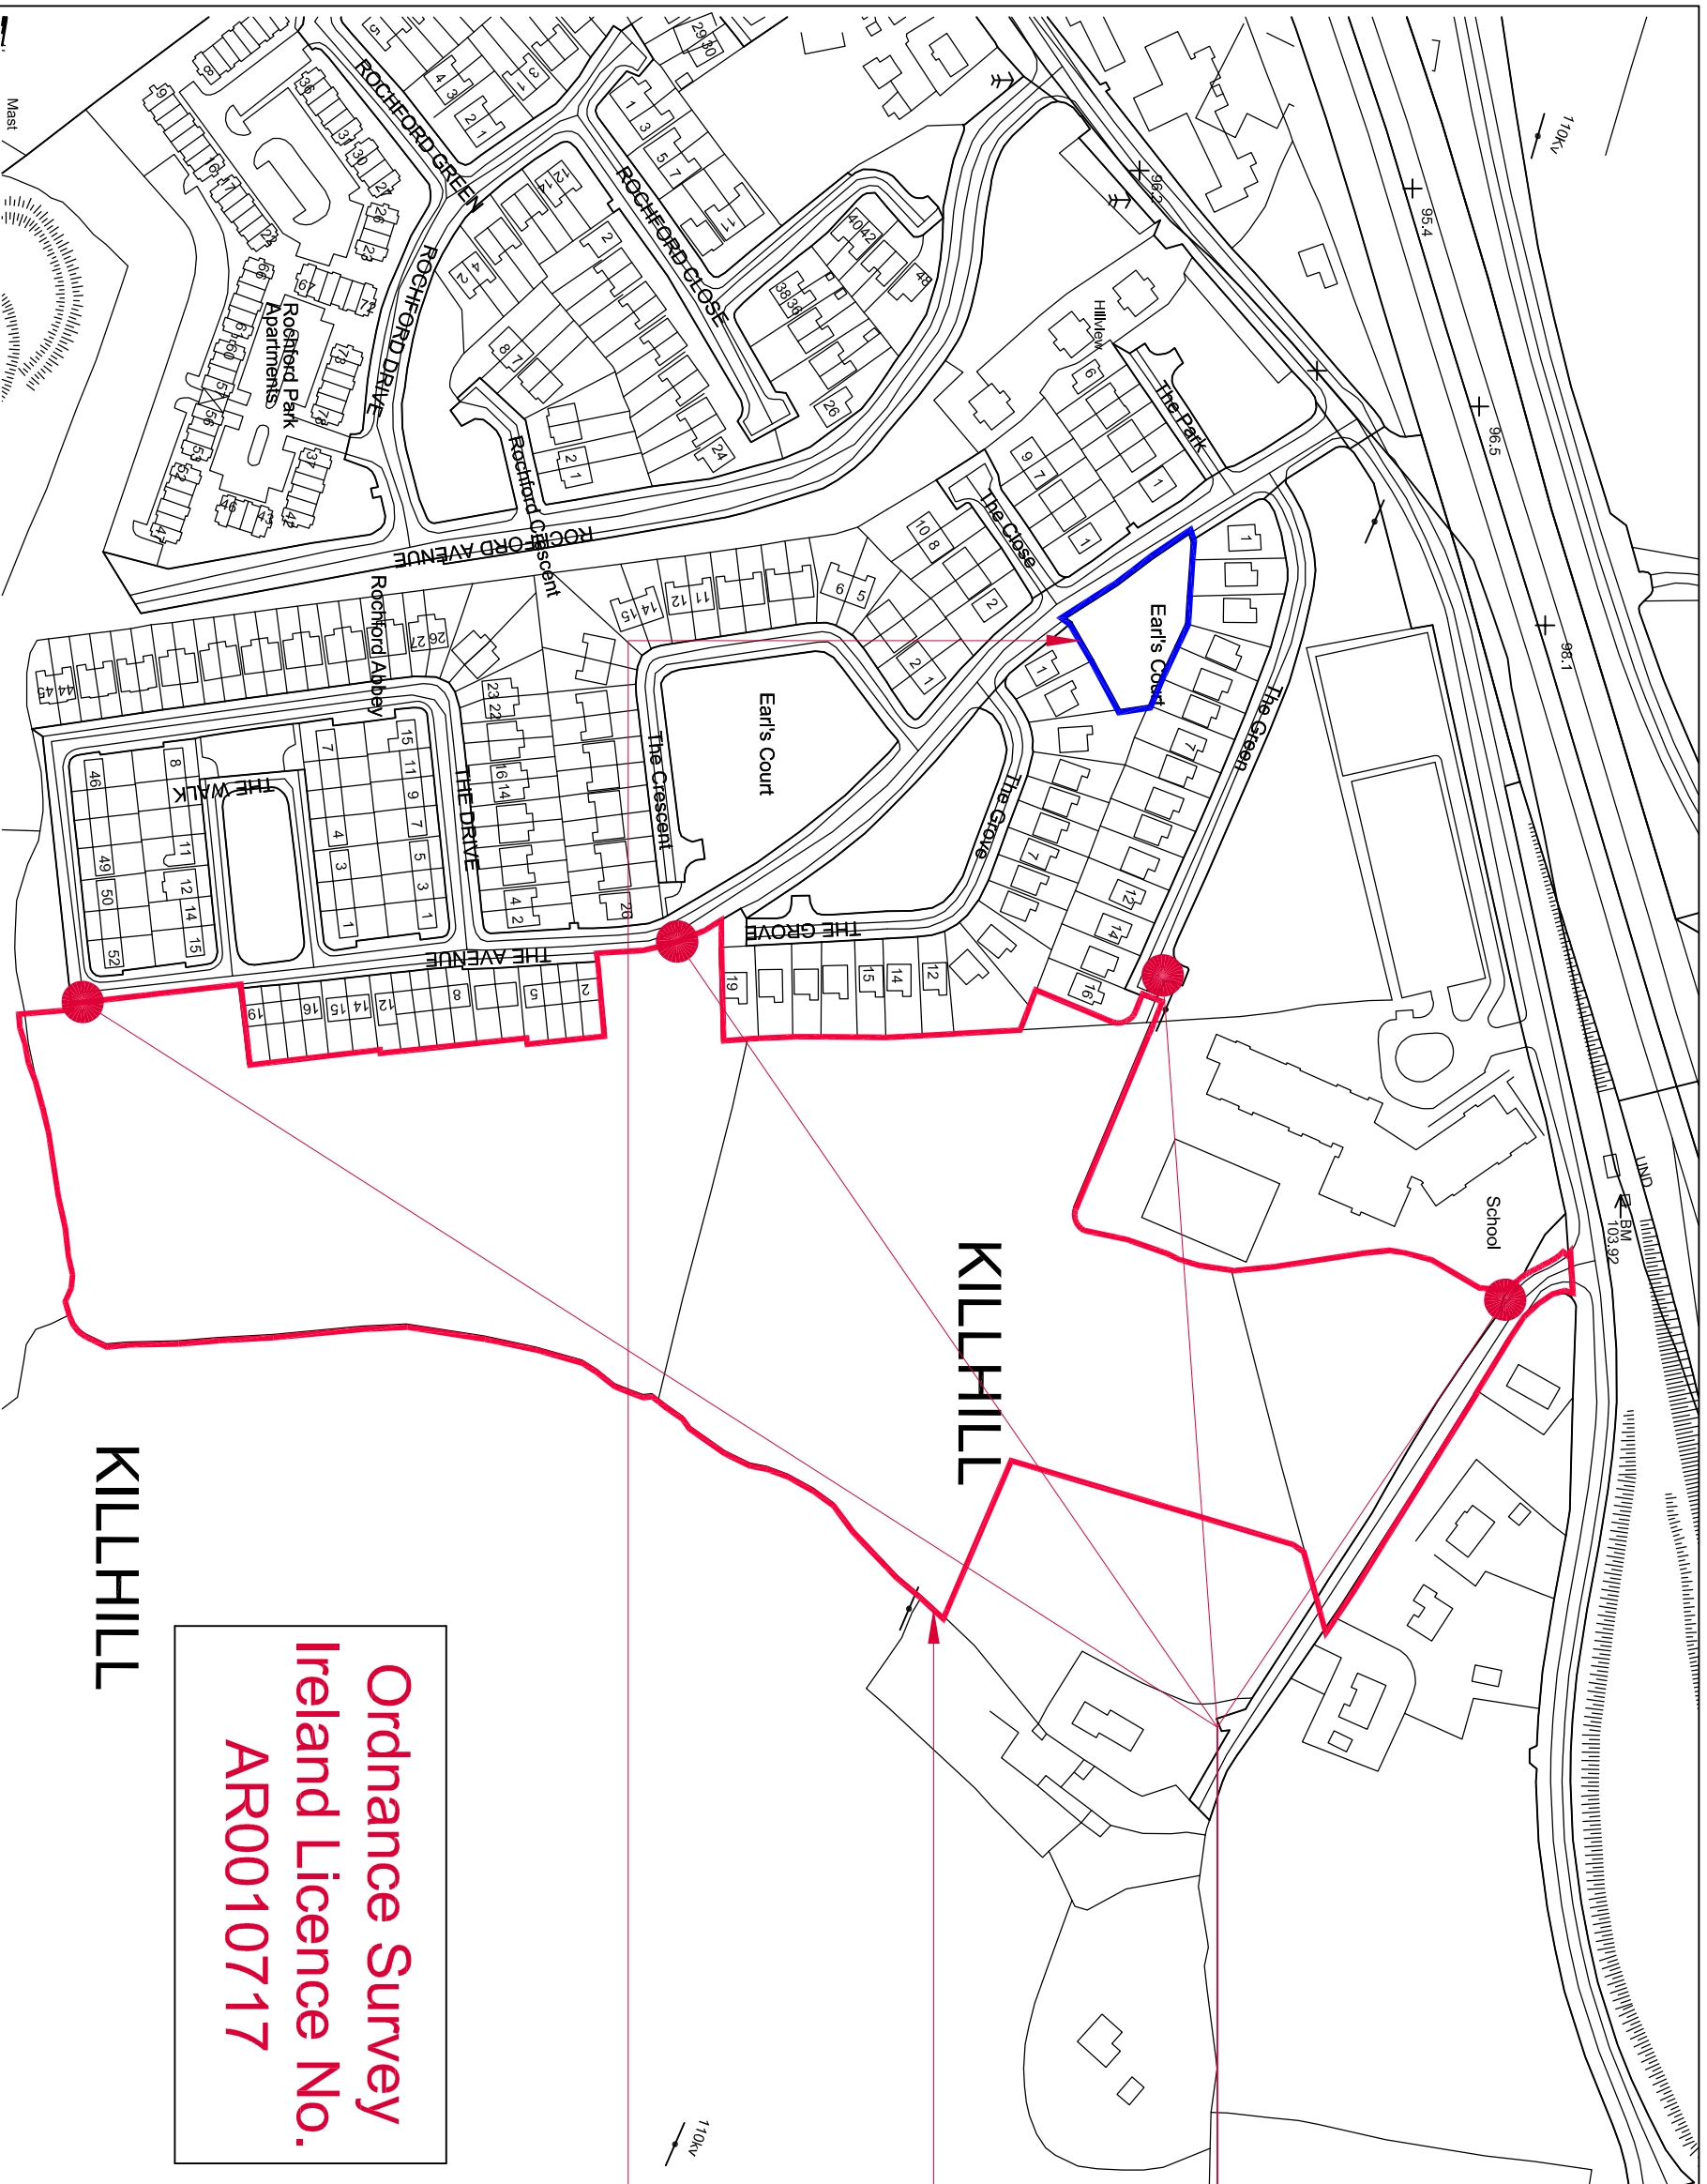 110Kv
95.4
96.5
98.1
96.2
Mast
ROCHFORD GREEN
ROCHFORD CLOSE
ROCHFORD DRIVE
Rochford Park
Apartments
Rochford Crescent
ROCHFORD AVENUE
Rochford Abbey
Hillview
The Park
The Close
Earl's Court
The Green
The Grove
THE GROVE
Earl's Court
The Crescent
THE DRIVE
THE WALK
THE AVENUE
School
UND
BM
103.92
KILLHILL
KILLHILL
110Kv
Ordnance Survey
Ireland Licence No.
AR0010717